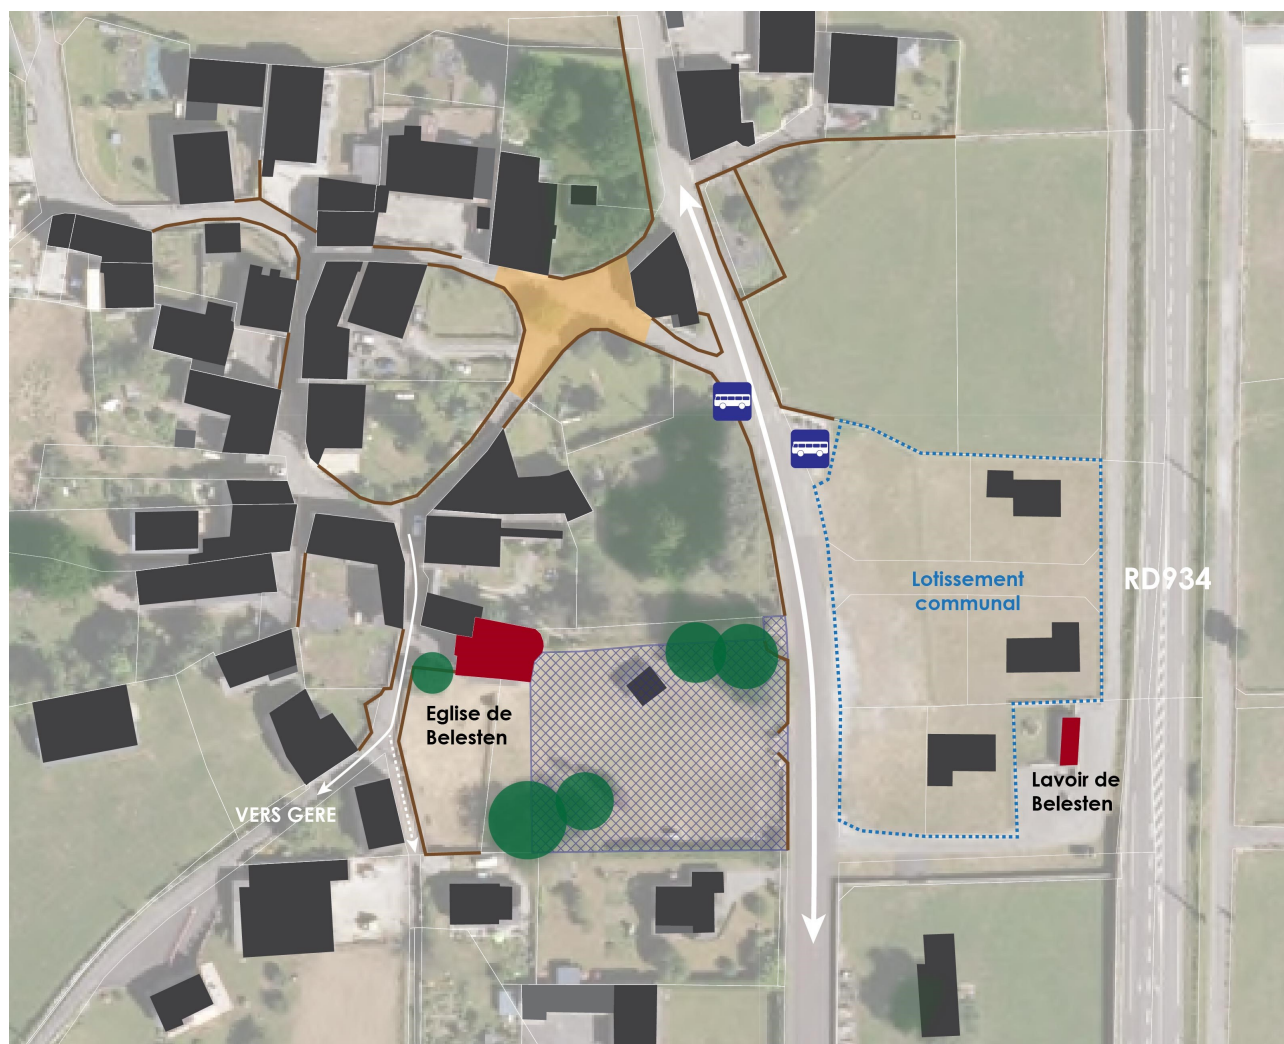 Lotissement
communal
RD934
Eglise de
Belesten
Lavoir de
Belesten
VERS GERE